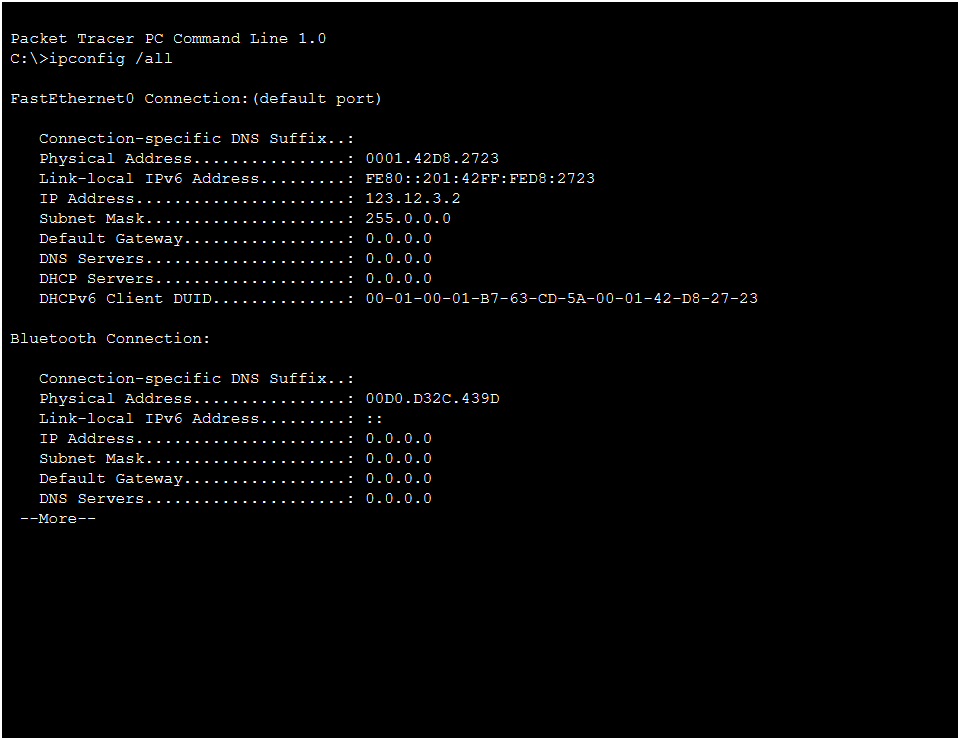 Packet Tracer PC Command Line 1.0
C:\>ipconfig /all
FastEthernet0 Connection:(default port)
Connection-specific DNS Suffix..:
Physical Address................: 0001.42D8.2723
Link-local IPv6 Address.........: FE80::201:42FF:FED8:2723
IP Address......................: 123.12.3.2
Subnet Mask.....................: 255.0.0.0
Default Gateway.................: 0.0.0.0
DNS Servers.....................: 0.0.0.0
DHCP Servers....................: 0.0.0.0
DHCPv6 Client DUID..............: 00-01-00-01-B7-63-CD-5A-00-01-42-D8-27-23
Bluetooth Connection:
Connection-specific DNS Suffix..:
Physical Address................: 00D0.D32C.439D
Link-local IPv6 Address.........: ::
IP Address......................: 0.0.0.0
Subnet Mask.....................: 0.0.0.0
Default Gateway.................: 0.0.0.0
DNS Servers.....................: 0.0.0.0
--More--